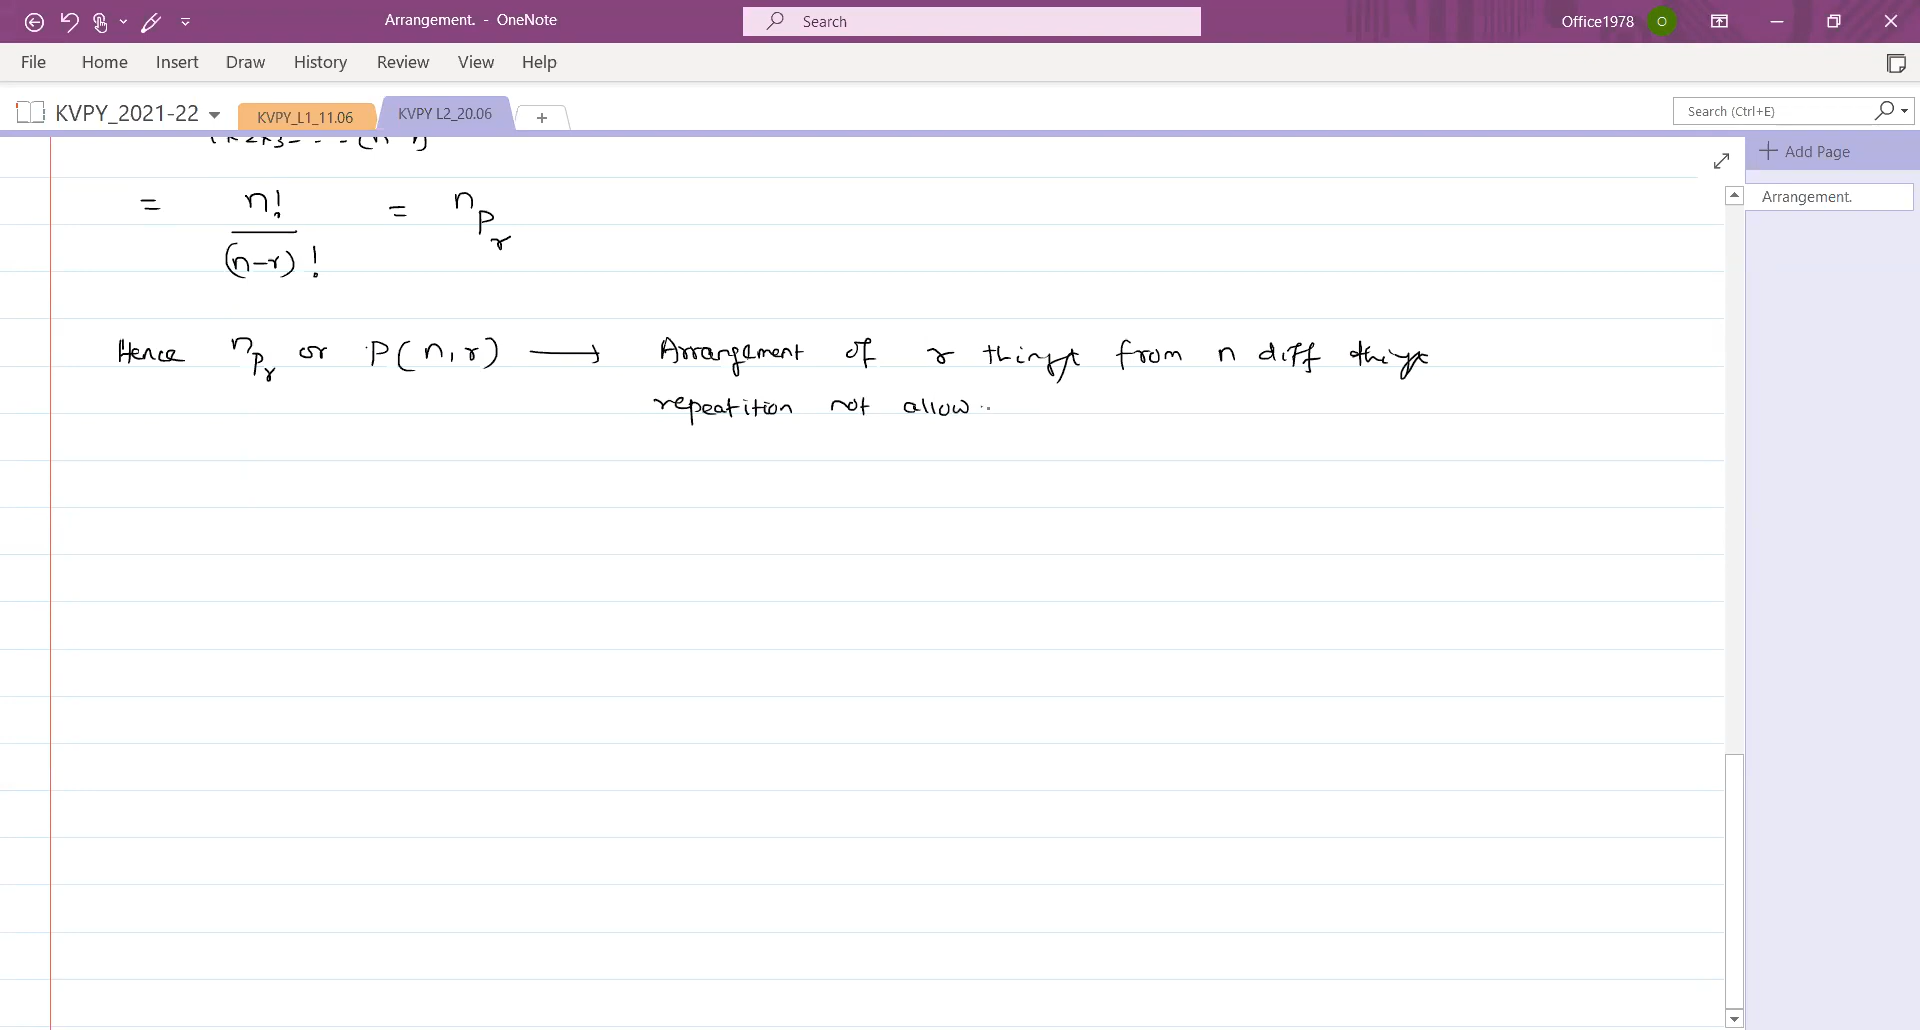 Arrangement. - OneNote
Search
Office1978
O
File Home Insert Draw History Review View Help
KVPY_2021-22
KVPY_L1_11.06
KVPY L2_20.06
+
Search (Ctrl+E)
Add Page
Arrangement.
= n! / (n-r)! = nPr
Hence nPr or P(n,r) ⟶ Arrangement of r things from n diff things
repeatition not allow.